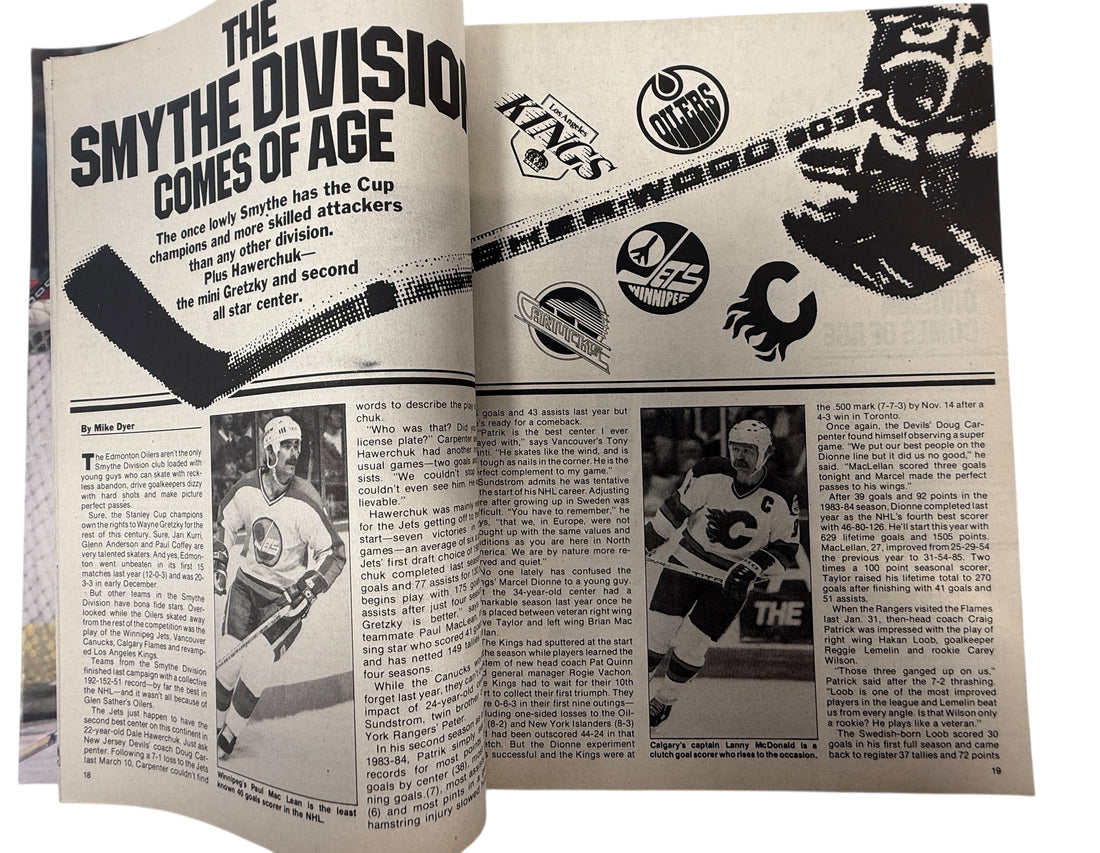 THE
SMYTHE DIVISIO
COMES OF AGE
The once lowly Smythe has the Cup
champions and more skilled attackers
than any other division.
Plus Hawerchuk—
the mini Gretzky and second
all star center.
By Mike Dyer
The Edmonton Oilers aren't the only
Smythe Division club loaded with
young guys who can skate with reck-
less abandon, drive goalkeepers dizzy
with hard shots and make picture
perfect passes.
Sure, the Stanley Cup champions
own the rights to Wayne Gretzky for the
rest of this century. Sure, Jari Kurri,
Glenn Anderson and Paul Coffey are
very talented skaters. And yes, Edmon-
ton went unbeaten in its first 15
matches last year (12-0-3) and was 20-
3-3 in early December.
But other teams in the Smythe
Division have bona fide stars. Over-
looked while the Oilers skated away
from the rest of the competition was the
play of the Winnipeg Jets, Vancouver
Canucks, Calgary Flames and revamp-
ed Los Angeles Kings.
Teams from the Smythe Division
finished last campaign with a collective
192-152-51 record—by far the best in
the NHL—and it wasn't all because of
Glen Sather's Oilers.
The Jets just happen to have the
second best center on this continent in
22-year-old Dale Hawerchuk. Just ask
New Jersey Devils' coach Doug Car-
penter. Following a 7-1 loss to the Jets
last March 10, Carpenter couldn't find
18
JETS
Winnipeg's Paul Mac Lean is the least
known 40 goals scorer in the NHL.
words to describe the play
chuk.
"Who was that? Did yo
license plate?" Carpenter
Hawerchuk had another
usual games—two goals
sists. "We couldn't stop
couldn't even see him. H
lievable."
Hawerchuk was mainly
for the Jets getting off to
start—seven victories in
games—an average of six
Jets' first draft choice of
chuk completed last seas
goals and 77 assists for
begins play with 175 goal
assists after just four sea
Gretzky is better," says
teammate Paul MacLean
sing star who scored 41 go
and has netted 149 tallie
four seasons.
While the Canucks w
forget last year, they can't
impact of 24-year-old
Sundstrom, twin brother
York Rangers' Peter.
In his second season
1983-84, Patrik simply
records for most points
goals by center (38), mos
ning goals (7), most assi
(6) and most points in a
hamstring injury slowed
Los Angeles
KINGS
OILERS
JETS
WINNIPEG
CANUCKS
C
goals and 43 assists last year but
's ready for a comeback.
"Patrik is the best center I ever
ayed with," says Vancouver's Tony
nti. "He skates like the wind, and is
tough as nails in the corner. He is the
rfect complement to my game."
Sundstrom admits he was tentative
the start of his NHL career. Adjusting
re after growing up in Sweden was
ficult. "You have to remember," he
ys, "that we, in Europe, were not
ought up with the same values and
ditions as you are here in North
erica. We are by nature more re-
ved and quiet."
No one lately has confused the
ngs' Marcel Dionne to a young guy.
t the 34-year-old center had a
markable season last year once he
s placed between veteran right wing
ve Taylor and left wing Brian Mac
llan.
he Kings had sputtered at the start
he season while players learned the
tem of new head coach Pat Quinn
d general manager Rogie Vachon.
e Kings had to wait for their 10th
t to collect their first triumph. They
e 0-6-3 in their first nine outings—
luding one-sided losses to the Oil-
(8-2) and New York Islanders (8-3)
d had been outscored 44-24 in that
tch. But the Dionne experiment
successful and the Kings were at
C
THE
Calgary's captain Lanny McDonald is a
clutch goal scorer who rises to the occasion.
the .500 mark (7-7-3) by Nov. 14 after a
4-3 win in Toronto.
Once again, the Devils' Doug Car-
penter found himself observing a super
game. "We put our best people on the
Dionne line but it did us no good," he
said. "MacLellan scored three goals
tonight and Marcel made the perfect
passes to his wings."
After 39 goals and 92 points in the
1983-84 season, Dionne completed last
year as the NHL's fourth best scorer
with 46-80-126. He'll start this year with
629 lifetime goals and 1505 points.
MacLellan, 27, improved from 25-29-54
the previous year to 31-54-85. Two
times a 100 point seasonal scorer,
Taylor raised his lifetime total to 270
goals after finishing with 41 goals and
51 assists.
When the Rangers visited the Flames
last Jan. 31, then-head coach Craig
Patrick was impressed with the play of
right wing Hakan Loob, goalkeeper
Reggie Lemelin and rookie Carey
Wilson.
"Those three ganged up on us,"
Patrick said after the 7-2 thrashing.
"Loob is one of the most improved
players in the league and Lemelin beat
us from every angle. Is that Wilson only
a rookie? He plays like a veteran."
The Swedish-born Loob scored 30
goals in his first full season and came
back to register 37 tallies and 72 points
19